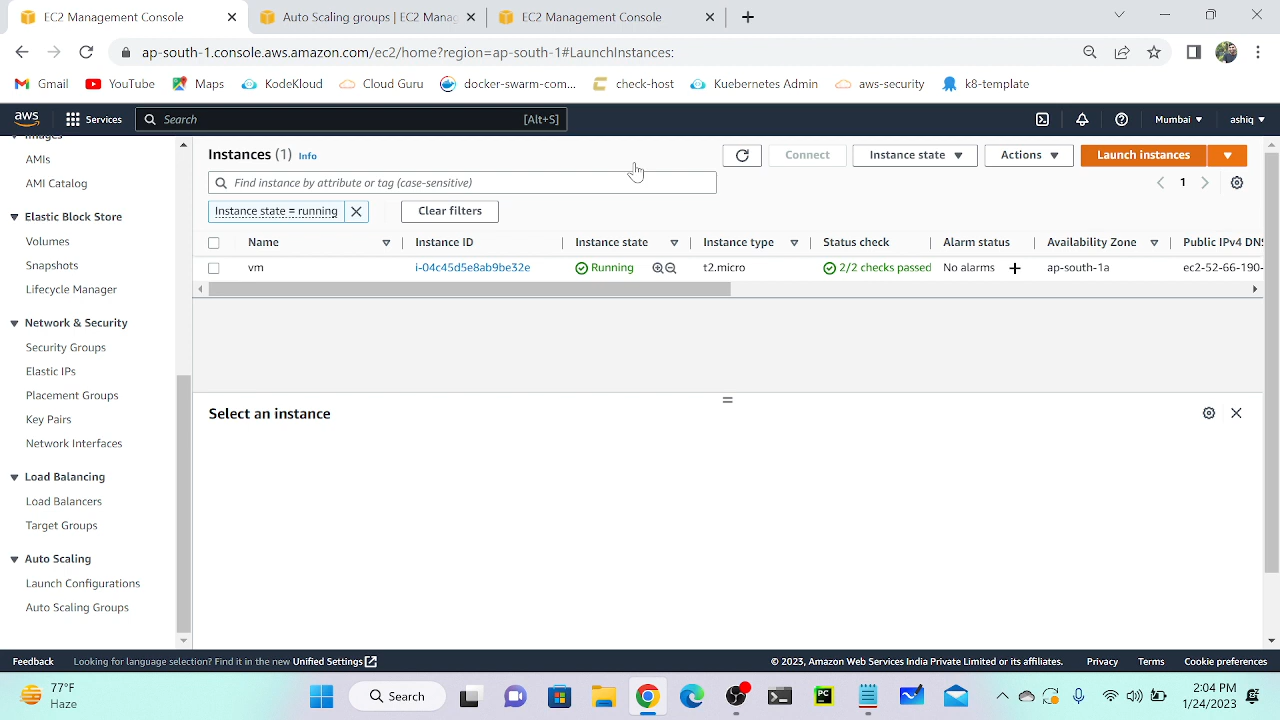 EC2 Management Console
Auto Scaling groups | EC2 Mana
EC2 Management Console
ap-south-1.console.aws.amazon.com/ec2/home?region=ap-south-1#LaunchInstances:
Gmail
YouTube
Maps
KodeKloud
Cloud Guru
docker-swarm-com...
check-host
Kuebernetes Admin
aws-security
k8-template
aws
Services
Search
[Alt+S]
Mumbai
ashiq
Images
AMIs
AMI Catalog
Elastic Block Store
Volumes
Snapshots
Lifecycle Manager
Network & Security
Security Groups
Elastic IPs
Placement Groups
Key Pairs
Network Interfaces
Load Balancing
Load Balancers
Target Groups
Auto Scaling
Launch Configurations
Auto Scaling Groups
Instances (1) Info
Connect
Instance state
Actions
Launch instances
Find instance by attribute or tag (case-sensitive)
1
Instance state = running
Clear filters
Name Instance ID Instance state Instance type Status check Alarm status Availability Zone Public IPv4 DNS
vm i-04c45d5e8ab9be32e Running t2.micro 2/2 checks passed No alarms + ap-south-1a ec2-52-66-190-
Select an instance
Feedback
Looking for language selection? Find it in the new Unified Settings
© 2023, Amazon Web Services India Private Limited or its affiliates.
Privacy
Terms
Cookie preferences
77°F
Haze
Search
PC
2:04 PM
1/24/2023